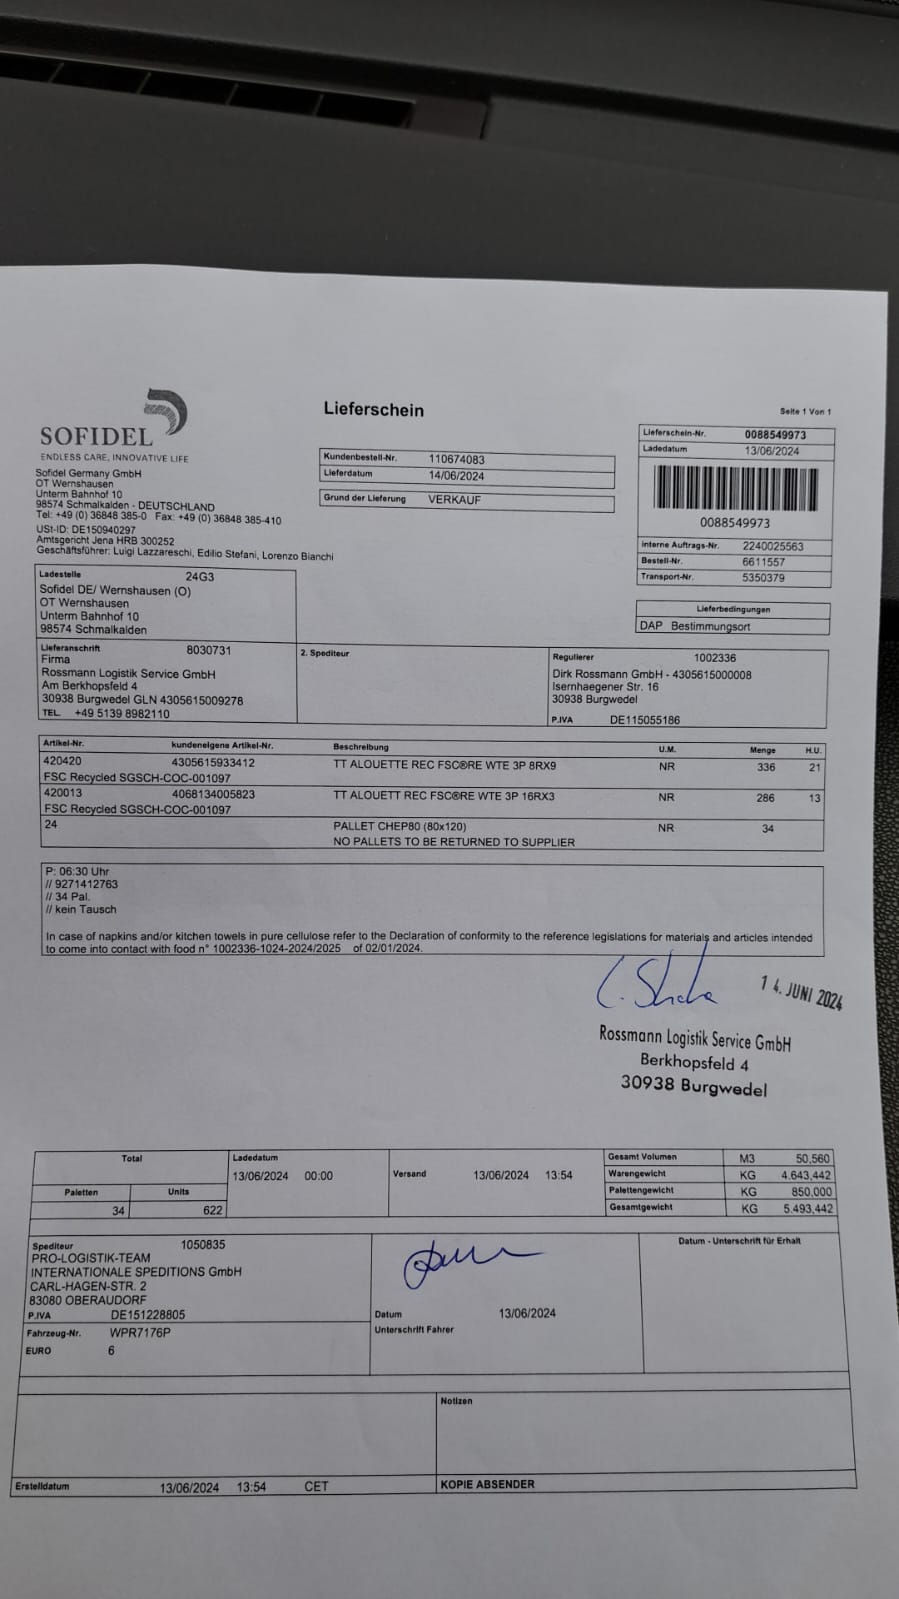 Lieferschein
Seite 1 Von 1
SOFIDEL
ENDLESS CARE, INNOVATIVE LIFE
Sofidel Germany GmbH
OT Wernshausen
Unterm Bahnhof 10
98574 Schmalkalden - DEUTSCHLAND
Tel: +49 (0) 36848 385-0 Fax: +49 (0) 36848 385-410
USt-ID: DE150940297
Amtsgericht Jena HRB 300252
Geschäftsführer: Luigi Lazzareschi, Edilio Stefani, Lorenzo Bianchi
Kundenbestell-Nr. 110674083
Lieferdatum 14/06/2024
Grund der Lieferung VERKAUF
Lieferschein-Nr. 0088549973
Ladedatum 13/06/2024
0088549973
Interne Auftrags-Nr. 2240025563
Bestell-Nr. 6611557
Transport-Nr. 5350379
Lieferbedingungen
DAP Bestimmungsort
Ladestelle 24G3
Sofidel DE/ Wernshausen (O)
OT Wernshausen
Unterm Bahnhof 10
98574 Schmalkalden
Lieferanschrift 8030731
Firma
Rossmann Logistik Service GmbH
Am Berkhopsfeld 4
30938 Burgwedel GLN 4305615009278
TEL. +49 5139 8982110
2. Spediteur
Regulierer 1002336
Dirk Rossmann GmbH - 4305615000008
Isernhaegener Str. 16
30938 Burgwedel
P.IVA DE115055186
Artikel-Nr. kundeneigene Artikel-Nr. Beschreibung U.M. Menge H.U.
420420 4305615933412 TT ALOUETTE REC FSC®RE WTE 3P 8RX9 NR 336 21
FSC Recycled SGSCH-COC-001097
420013 4068134005823 TT ALOUETT REC FSC®RE WTE 3P 16RX3 NR 286 13
FSC Recycled SGSCH-COC-001097
24 PALLET CHEP80 (80x120) NR 34
NO PALLETS TO BE RETURNED TO SUPPLIER
P: 06:30 Uhr
// 9271412763
// 34 Pal.
// kein Tausch
In case of napkins and/or kitchen towels in pure cellulose refer to the Declaration of conformity to the reference legislations for materials and articles intended
to come into contact with food n° 1002336-1024-2024/2025 of 02/01/2024.
14. JUNI 2024
Rossmann Logistik Service GmbH
Berkhopsfeld 4
30938 Burgwedel
Total
Paletten Units
34 622
Ladedatum
13/06/2024 00:00
Versand 13/06/2024 13:54
Gesamt Volumen M3 50,560
Warengewicht KG 4.643,442
Palettengewicht KG 850,000
Gesamtgewicht KG 5.493,442
Spediteur 1050835
PRO-LOGISTIK-TEAM
INTERNATIONALE SPEDITIONS GmbH
CARL-HAGEN-STR. 2
83080 OBERAUDORF
P.IVA DE151228805
Fahrzeug-Nr. WPR7176P
EURO 6
Datum 13/06/2024
Unterschrift Fahrer
Datum - Unterschrift für Erhalt
Notizen
Erstelldatum 13/06/2024 13:54 CET
KOPIE ABSENDER